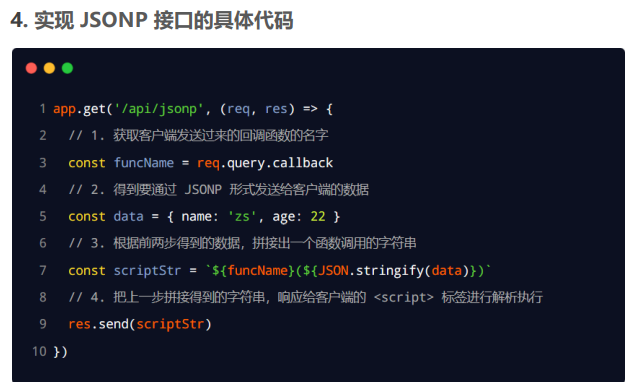 4. 实现 JSONP 接口的具体代码
1 app.get('/api/jsonp', (req, res) => {
2   // 1. 获取客户端发送过来的回调函数的名字
3   const funcName = req.query.callback
4   // 2. 得到要通过 JSONP 形式发送给客户端的数据
5   const data = { name: 'zs', age: 22 }
6   // 3. 根据前两步得到的数据，拼接出一个函数调用的字符串
7   const scriptStr = `${funcName}(${JSON.stringify(data)})`
8   // 4. 把上一步拼接得到的字符串，响应给客户端的 <script> 标签进行解析执行
9   res.send(scriptStr)
10 })